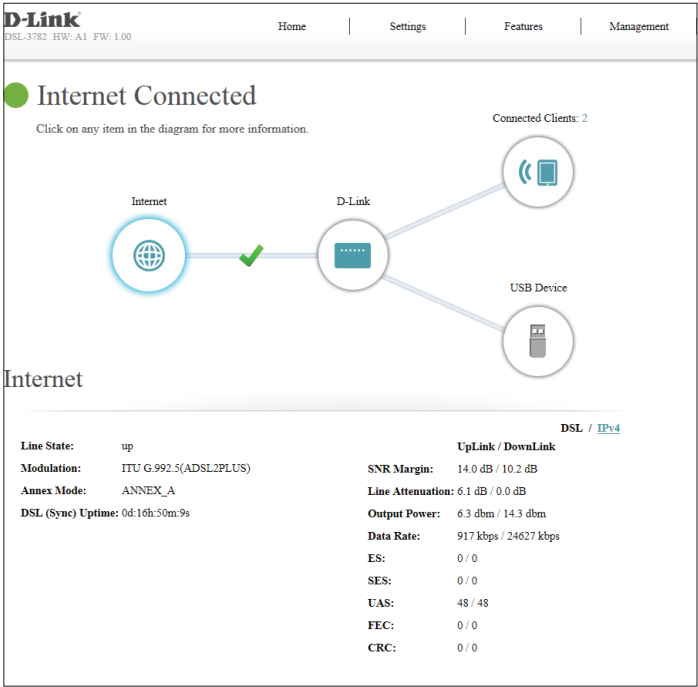 D-Link
DSL-3782 HW: A1 FW: 1.00
Home
Settings
Features
Management
Internet Connected
Click on any item in the diagram for more information.
Connected Clients: 2
Internet
D-Link
USB Device
Internet
DSL / IPv4
Line State: up
Modulation: ITU G.992.5(ADSL2PLUS)
Annex Mode: ANNEX_A
DSL (Sync) Uptime: 0d:16h:50m:9s
UpLink / DownLink
SNR Margin: 14.0 dB / 10.2 dB
Line Attenuation: 6.1 dB / 0.0 dB
Output Power: 6.3 dbm / 14.3 dbm
Data Rate: 917 kbps / 24627 kbps
ES: 0 / 0
SES: 0 / 0
UAS: 48 / 48
FEC: 0 / 0
CRC: 0 / 0